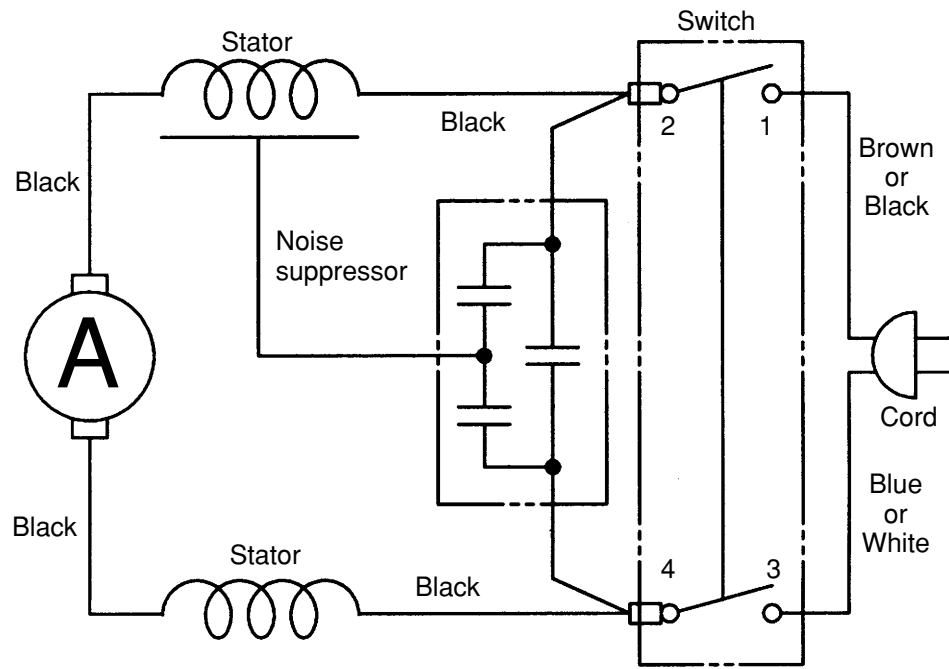 Stator
Switch
Black
2
1
Brown
or
Black
Black
Noise
suppressor
A
Cord
Black
Blue
or
White
Stator
Black
4
3